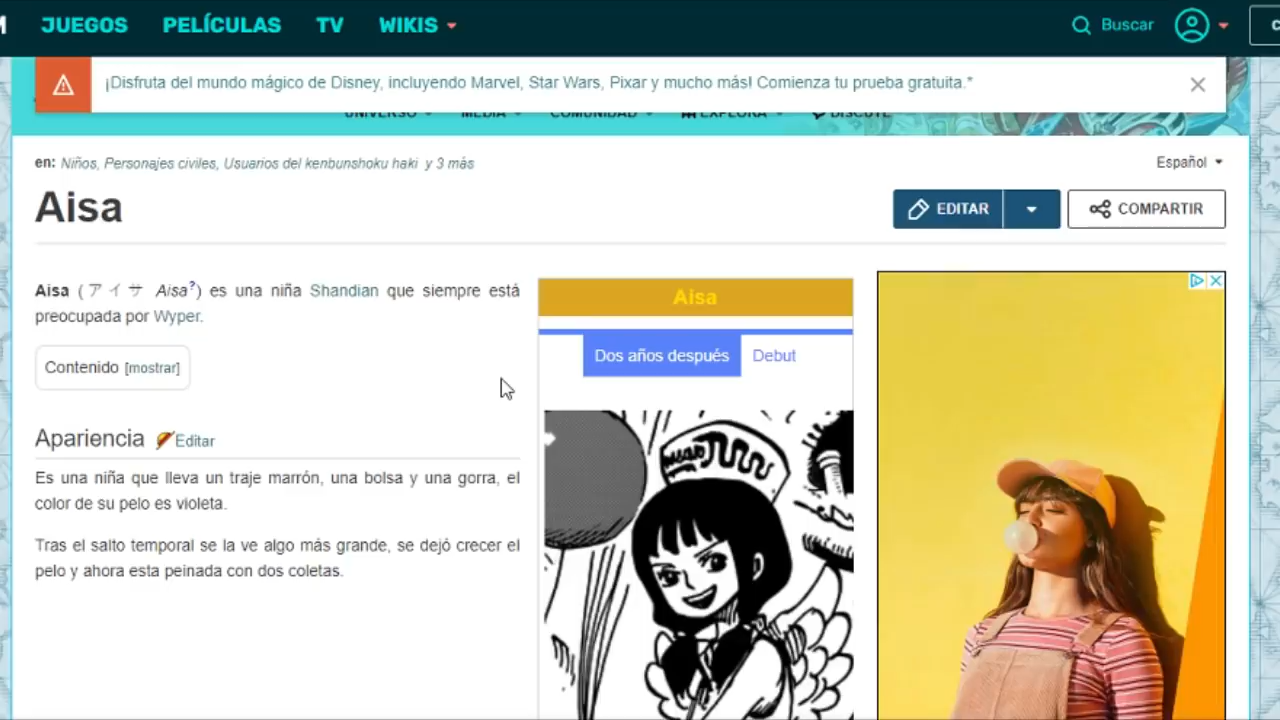 JUEGOS PELÍCULAS TV WIKIS Buscar
¡Disfruta del mundo mágico de Disney, incluyendo Marvel, Star Wars, Pixar y mucho más! Comienza tu prueba gratuita.*
UNIVERSO MEDIA COMUNIDAD EXPLORA DISCUTE
en: Niños, Personajes civiles, Usuarios del kenbunshoku haki y 3 más
Español
Aisa
EDITAR
COMPARTIR
Aisa (アイサ Aisa?) es una niña Shandian que siempre está
preocupada por Wyper.
Contenido [mostrar]
Apariencia Editar
Es una niña que lleva un traje marrón, una bolsa y una gorra, el
color de su pelo es violeta.
Tras el salto temporal se la ve algo más grande, se dejó crecer el
pelo y ahora esta peinada con dos coletas.
Aisa
Dos años después Debut